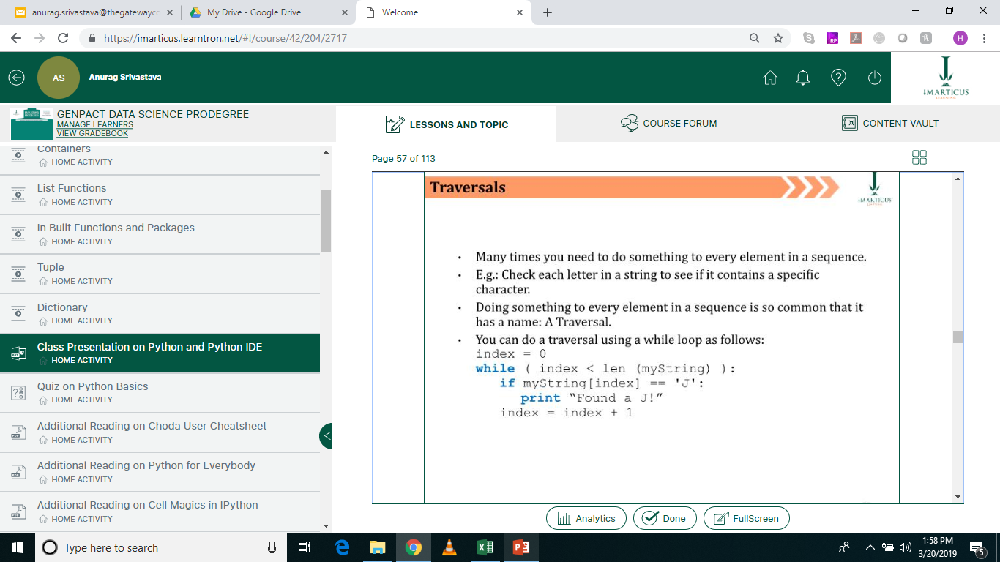 anurag.srivastava@thegatewayco
My Drive - Google Drive
Welcome
https://imarticus.learntron.net/#!/course/42/204/2717
H
AS
Anurag Srivastava
IMARTICUS
LEARNING
GENPACT DATA SCIENCE PRODEGREE
MANAGE LEARNERS
VIEW GRADEBOOK
LESSONS AND TOPIC
COURSE FORUM
CONTENT VAULT
Containers
HOME ACTIVITY
List Functions
HOME ACTIVITY
In Built Functions and Packages
HOME ACTIVITY
Tuple
HOME ACTIVITY
Dictionary
HOME ACTIVITY
Class Presentation on Python and Python IDE
HOME ACTIVITY
Quiz on Python Basics
HOME ACTIVITY
Additional Reading on Choda User Cheatsheet
HOME ACTIVITY
Additional Reading on Python for Everybody
HOME ACTIVITY
Additional Reading on Cell Magics in IPython
HOME ACTIVITY
Page 57 of 113
Traversals
IMARTICUS
• Many times you need to do something to every element in a sequence.
• E.g.: Check each letter in a string to see if it contains a specific
character.
• Doing something to every element in a sequence is so common that it
has a name: A Traversal.
• You can do a traversal using a while loop as follows:
index = 0
while ( index < len (myString) ):
if myString[index] == 'J':
print “Found a J!”
index = index + 1
Analytics
Done
FullScreen
Type here to search
1:58 PM
3/20/2019
5